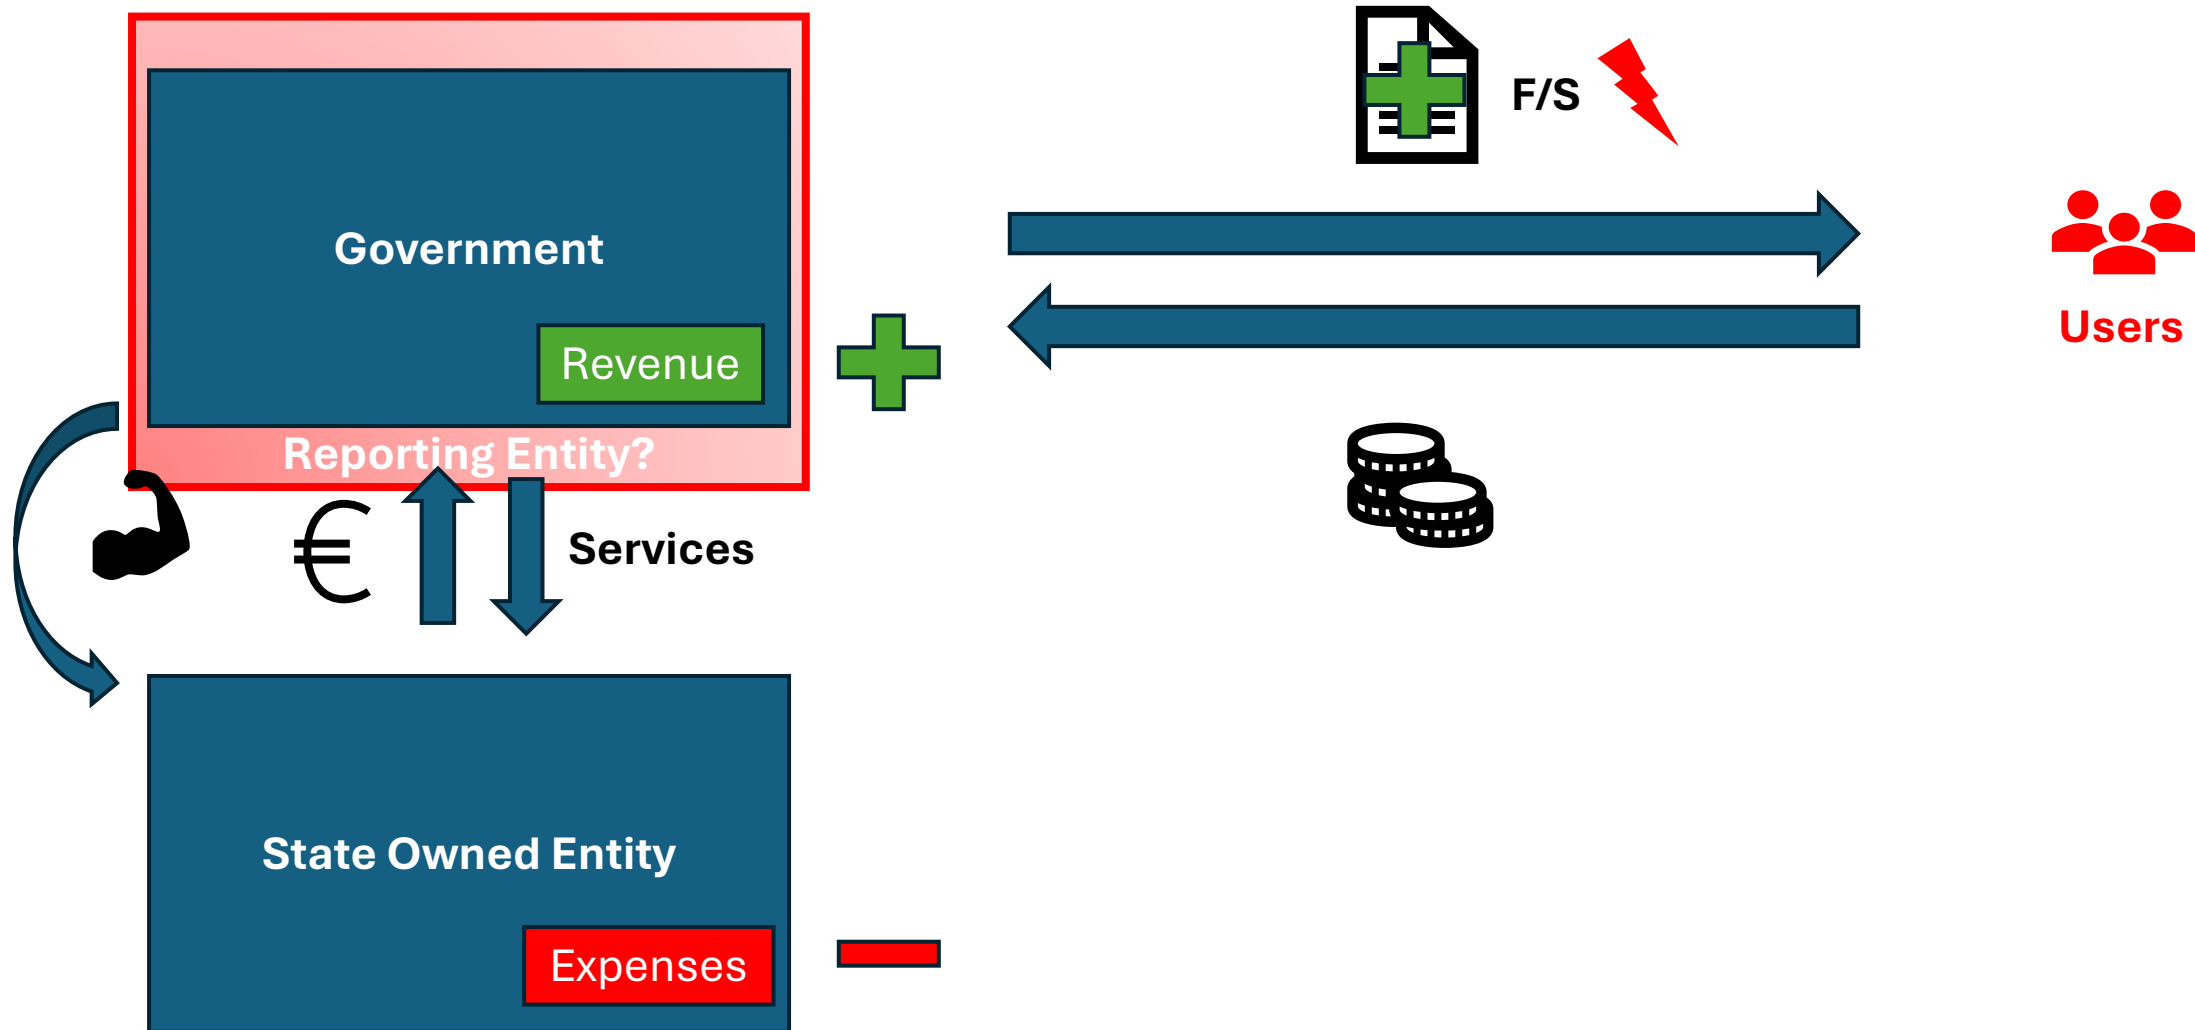 F/S
Government
Revenue
Users
Reporting Entity?
€
Services
State Owned Entity
Expenses